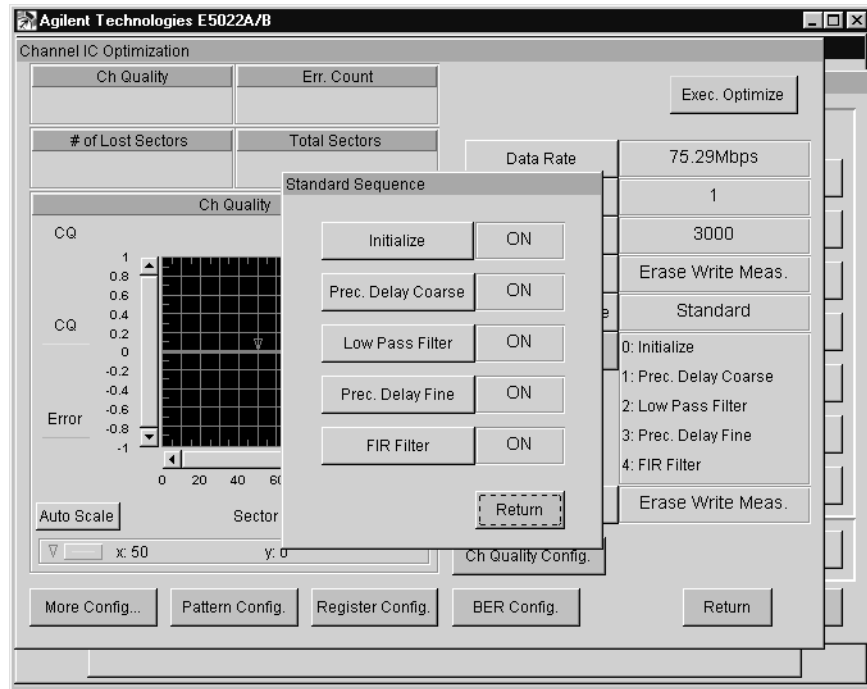 Agilent Technologies E5022A/B
Channel IC Optimization
Ch Quality
Err. Count
Exec. Optimize
# of Lost Sectors
Total Sectors
Data Rate
75.29Mbps
1
3000
Erase Write Meas.
Standard
0: Initialize
1: Prec. Delay Coarse
2: Low Pass Filter
3: Prec. Delay Fine
4: FIR Filter
Erase Write Meas.
Ch Quality
CQ
CQ
Error
1
0.8
0.6
0.4
0.2
0
-0.2
-0.4
-0.6
-0.8
-1
0 20 40 60
Auto Scale
Sector
x: 50
y: 0
Standard Sequence
Initialize ON
Prec. Delay Coarse ON
Low Pass Filter ON
Prec. Delay Fine ON
FIR Filter ON
Return
Ch Quality Config.
More Config...
Pattern Config.
Register Config.
BER Config.
Return